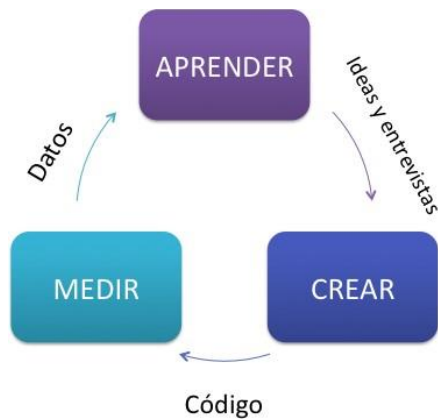 APRENDER
Ideas y entrevistas
Datos
MEDIR
CREAR
Código